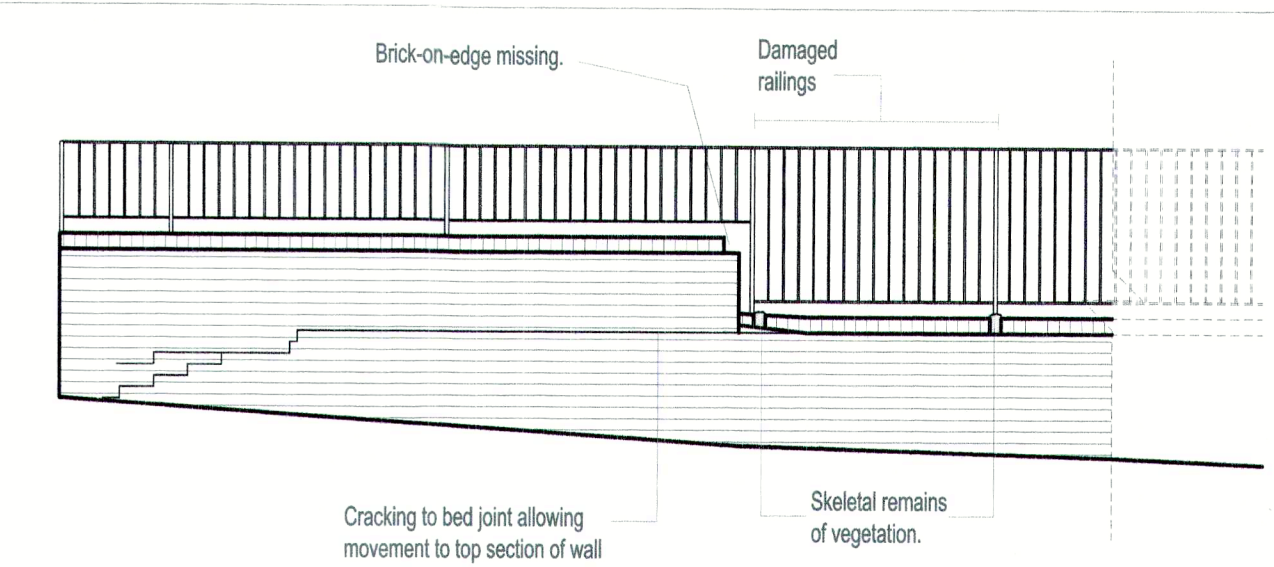 Brick-on-edge missing.
Damaged
railings
Cracking to bed joint allowing
movement to top section of wall
Skeletal remains
of vegetation.